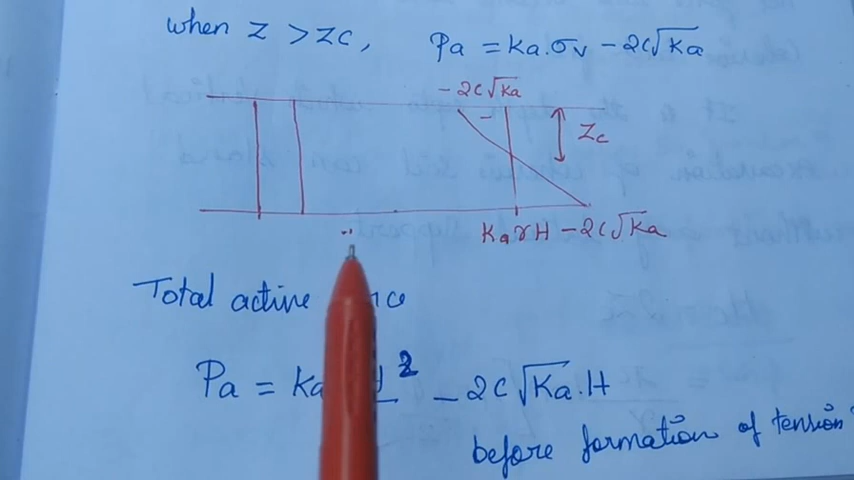 when Z > Zc, Pa = Ka.σv − 2C√Ka
− 2C√Ka
−
Zc
KaγH − 2C√Ka
Total active
Pa = Ka 2 − 2C√Ka.H
before formation of tension